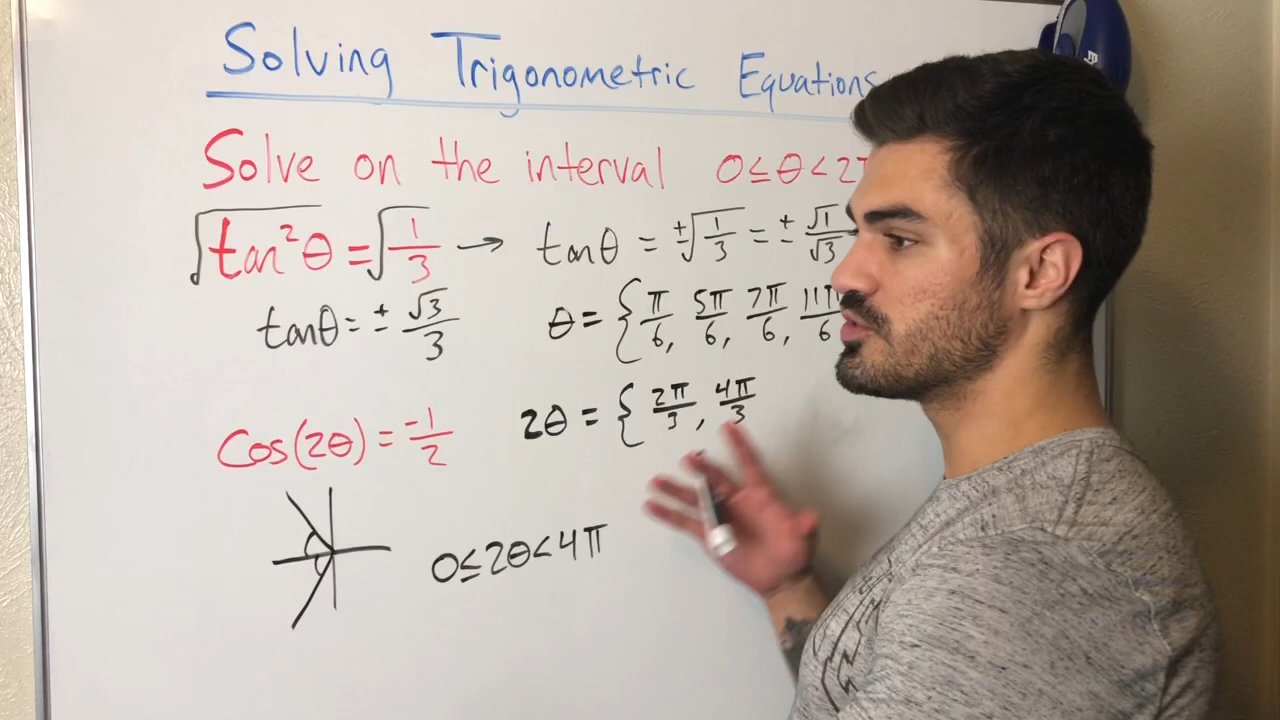 Solving Trigonometric Equations
Solve on the interval 0 ≤ θ < 2π
√tan²θ = √1/3 → tanθ = ±√1/3 = ± √1/√3
tanθ = ± √3/3
θ = { π/6, 5π/6, 7π/6, 11π/6
Cos(2θ) = -1/2
2θ = { 2π/3, 4π/3
0 ≤ 2θ < 4π